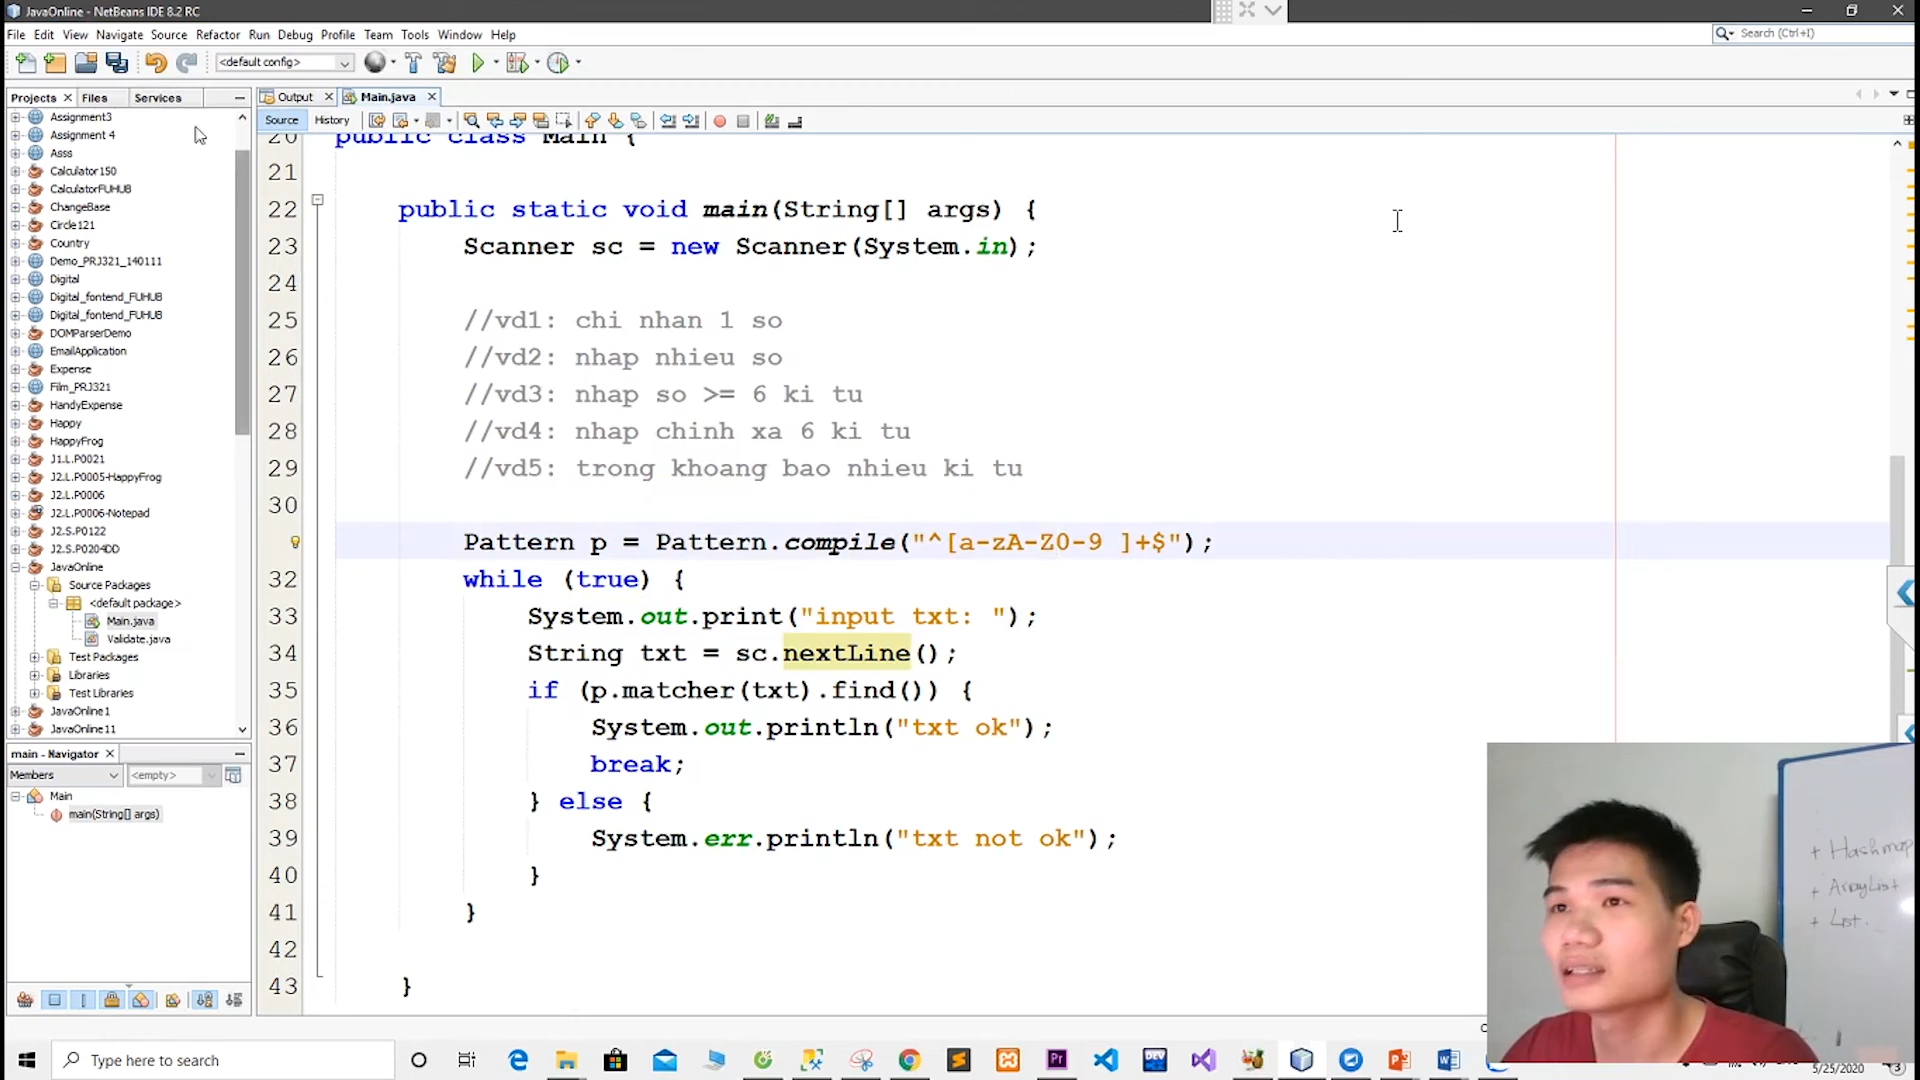 JavaOnline - NetBeans IDE 8.2 RC
File Edit View Navigate Source Refactor Run Debug Profile Team Tools Window Help
Search (Ctrl+I)
<default config>
Projects Files Services
Assignment3
Assignment 4
Asss
Calculator150
CalculatorFUHUB
ChangeBase
Circle121
Country
Demo_PRJ321_140111
Digital
Digital_fontend_FUHUB
Digital_fontend_FUHUB
DOMParserDemo
EmailApplication
Expense
Film_PRJ321
HandyExpense
Happy
HappyFrog
J1.L.P0021
J2.L.P0005-HappyFrog
J2.L.P0006
J2.L.P0006-Notepad
J2.S.P0122
J2.S.P0204DD
JavaOnline
Source Packages
<default package>
Main.java
Validate.java
Test Packages
Libraries
Test Libraries
JavaOnline1
JavaOnline11
main - Navigator
Members <empty>
Main
main(String[] args)
Output Main.java
Source History
20 public class Main {
21
22 public static void main(String[] args) {
23 Scanner sc = new Scanner(System.in);
24
25 //vd1: chi nhan 1 so
26 //vd2: nhap nhieu so
27 //vd3: nhap so >= 6 ki tu
28 //vd4: nhap chinh xa 6 ki tu
29 //vd5: trong khoang bao nhieu ki tu
30
Pattern p = Pattern.compile("^[a-zA-Z0-9 ]+$");
32 while (true) {
33 System.out.print("input txt: ");
34 String txt = sc.nextLine();
35 if (p.matcher(txt).find()) {
36 System.out.println("txt ok");
37 break;
38 } else {
39 System.err.println("txt not ok");
40 }
41 }
42
43 }
+ Hashmap
+ ArrayList
+ List.
Type here to search
5/25/2020